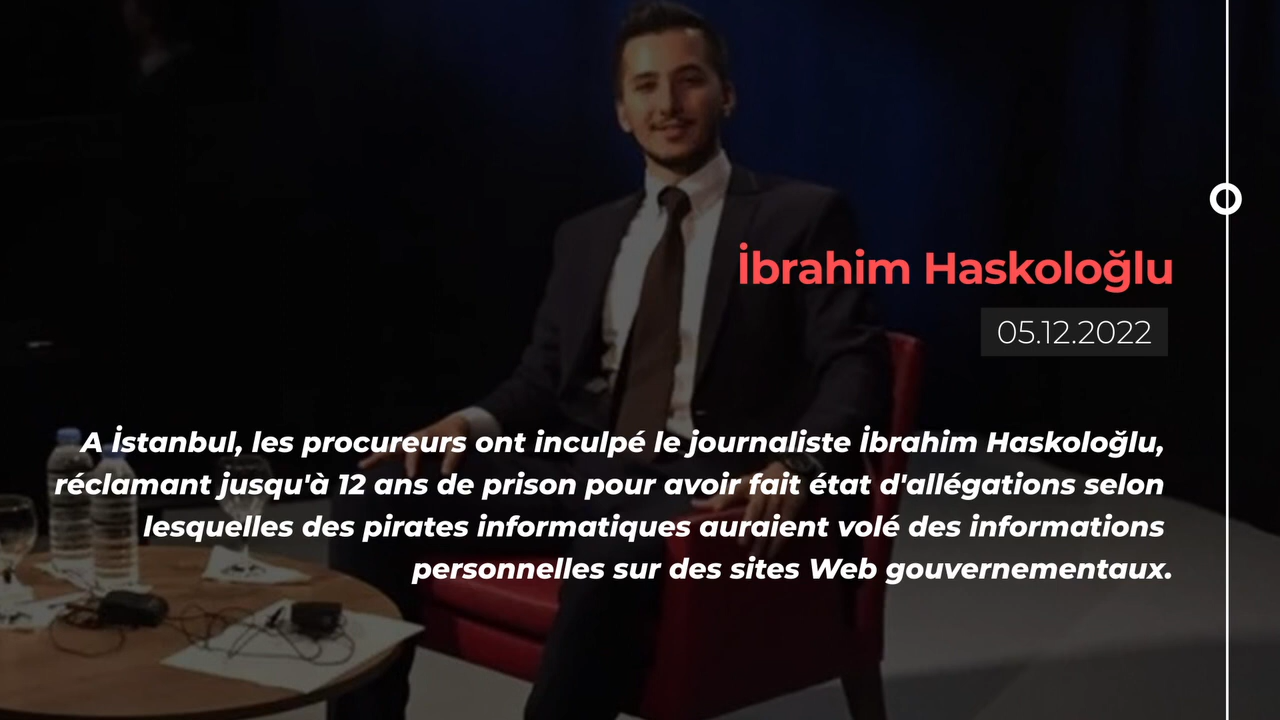 İbrahim Haskoloğlu
05.12.2022
A İstanbul, les procureurs ont inculpé le journaliste İbrahim Haskoloğlu,
réclamant jusqu'à 12 ans de prison pour avoir fait état d'allégations selon
lesquelles des pirates informatiques auraient volé des informations
personnelles sur des sites Web gouvernementaux.